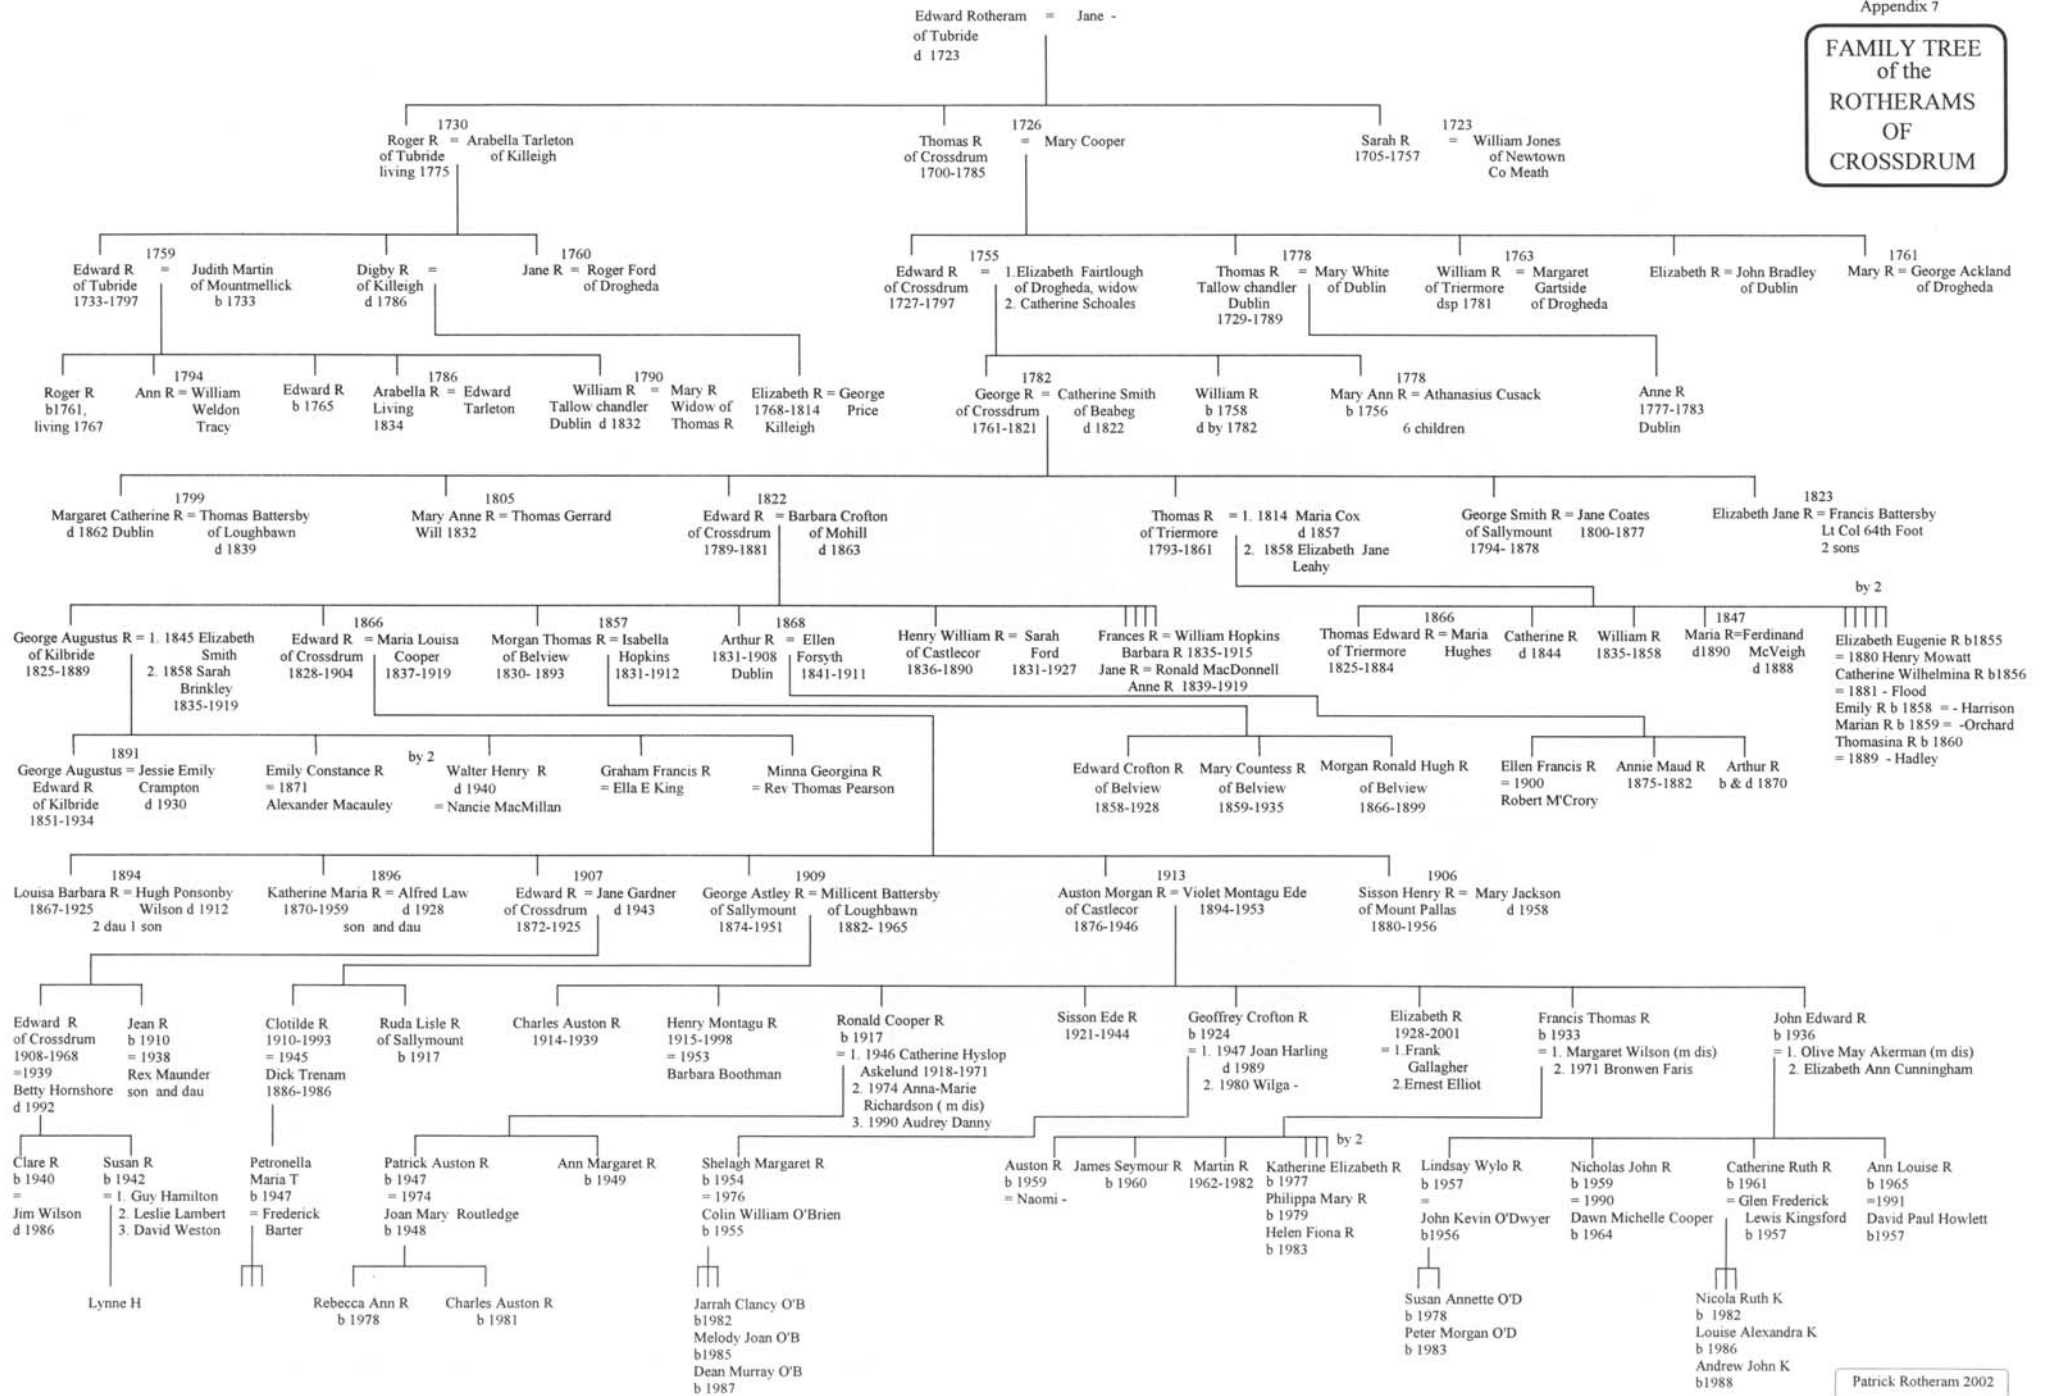 Appendix 7
FAMILY TREE
of the
ROTHERAMS
OF
CROSSDRUM
Edward Rotheram = Jane -
of Tubride
d 1723
1730
Roger R = Arabella Tarleton
of Tubride of Killeigh
living 1775
1726
Thomas R = Mary Cooper
of Crossdrum
1700-1785
1723
Sarah R = William Jones
1705-1757 of Newtown
Co Meath
1759
Edward R = Judith Martin
of Tubride of Mountmellick
1733-1797 b 1733
Digby R =
of Killeigh
d 1786
1760
Jane R = Roger Ford
of Drogheda
1755
Edward R = 1.Elizabeth Fairtlough
of Crossdrum of Drogheda, widow
1727-1797 2. Catherine Schoales
1778
Thomas R = Mary White
Tallow chandler of Dublin
Dublin
1729-1789
1763
William R = Margaret
of Triermore Gartside
dsp 1781 of Drogheda
Elizabeth R = John Bradley
of Dublin
1761
Mary R = George Ackland
of Drogheda
Roger R
b1761,
living 1767
1794
Ann R = William
Weldon
Tracy
Edward R
b 1765
1786
Arabella R = Edward
Living Tarleton
1834
1790
William R = Mary R
Tallow chandler Widow of
Dublin d 1832 Thomas R
Elizabeth R = George
1768-1814 Price
Killeigh
1782
George R = Catherine Smith
of Crossdrum of Beabeg
1761-1821 d 1822
William R
b 1758
d by 1782
1778
Mary Ann R = Athanasius Cusack
b 1756
6 children
Anne R
1777-1783
Dublin
1799
Margaret Catherine R = Thomas Battersby
d 1862 Dublin of Loughbawn
d 1839
1805
Mary Anne R = Thomas Gerrard
Will 1832
1822
Edward R = Barbara Crofton
of Crossdrum of Mohill
1789-1881 d 1863
Thomas R = 1. 1814 Maria Cox
of Triermore d 1857
1793-1861 2. 1858 Elizabeth Jane
Leahy
George Smith R = Jane Coates
of Sallymount 1800-1877
1794- 1878
1823
Elizabeth Jane R = Francis Battersby
Lt Col 64th Foot
2 sons
George Augustus R = 1. 1845 Elizabeth
of Kilbride Smith
1825-1889 2. 1858 Sarah
Brinkley
1835-1919
1866
Edward R = Maria Louisa
of Crossdrum Cooper
1828-1904 1837-1919
1857
Morgan Thomas R = Isabella
of Belview Hopkins
1830- 1893 1831-1912
1868
Arthur R = Ellen
1831-1908 Forsyth
Dublin 1841-1911
Henry William R = Sarah
of Castlecor Ford
1836-1890 1831-1927
Frances R = William Hopkins
Barbara R 1835-1915
Jane R = Ronald MacDonnell
Anne R 1839-1919
1866
Thomas Edward R = Maria
of Triermore Hughes
1825-1884
Catherine R
d 1844
William R
1835-1858
1847
Maria R=Ferdinand
d1890 McVeigh
d 1888
by 2
Elizabeth Eugenie R b1855
= 1880 Henry Mowatt
Catherine Wilhelmina R b1856
= 1881 - Flood
Emily R b 1858 = - Harrison
Marian R b 1859 = -Orchard
Thomasina R b 1860
= 1889 - Hadley
1891
George Augustus = Jessie Emily
Edward R Crampton
of Kilbride d 1930
1851-1934
Emily Constance R
= 1871
Alexander Macauley
by 2
Walter Henry R
d 1940
= Nancie MacMillan
Graham Francis R
= Ella E King
Minna Georgina R
= Rev Thomas Pearson
Edward Crofton R
of Belview
1858-1928
Mary Countess R
of Belview
1859-1935
Morgan Ronald Hugh R
of Belview
1866-1899
Ellen Francis R
= 1900
Robert M'Crory
Annie Maud R
1875-1882
Arthur R
b & d 1870
1894
Louisa Barbara R = Hugh Ponsonby
1867-1925 Wilson d 1912
2 dau 1 son
1896
Katherine Maria R = Alfred Law
1870-1959 d 1928
son and dau
1907
Edward R = Jane Gardner
of Crossdrum d 1943
1872-1925
1909
George Astley R = Millicent Battersby
of Sallymount of Loughbawn
1874-1951 1882- 1965
1913
Auston Morgan R = Violet Montagu Ede
of Castlecor 1894-1953
1876-1946
1906
Sisson Henry R = Mary Jackson
of Mount Pallas d 1958
1880-1956
Edward R
of Crossdrum
1908-1968
=1939
Betty Hornshore
d 1992
Jean R
b 1910
= 1938
Rex Maunder
son and dau
Clotilde R
1910-1993
= 1945
Dick Trenam
1886-1986
Ruda Lisle R
of Sallymount
b 1917
Charles Auston R
1914-1939
Henry Montagu R
1915-1998
= 1953
Barbara Boothman
Ronald Cooper R
b 1917
= 1. 1946 Catherine Hyslop
Askelund 1918-1971
2. 1974 Anna-Marie
Richardson ( m dis)
3. 1990 Audrey Danny
Sisson Ede R
1921-1944
Geoffrey Crofton R
b 1924
= 1. 1947 Joan Harling
d 1989
2. 1980 Wilga -
Elizabeth R
1928-2001
= 1.Frank
Gallagher
2.Ernest Elliot
Francis Thomas R
b 1933
= 1. Margaret Wilson (m dis)
2. 1971 Bronwen Faris
John Edward R
b 1936
= 1. Olive May Akerman (m dis)
2. Elizabeth Ann Cunningham
Clare R
b 1940
=
Jim Wilson
d 1986
Susan R
b 1942
= 1. Guy Hamilton
2. Leslie Lambert
3. David Weston
Petronella
Maria T
b 1947
= Frederick
Barter
Patrick Auston R
b 1947
= 1974
Joan Mary Routledge
b 1948
Ann Margaret R
b 1949
Shelagh Margaret R
b 1954
= 1976
Colin William O'Brien
b 1955
Auston R
b 1959
= Naomi -
James Seymour R
b 1960
Martin R
1962-1982
by 2
Katherine Elizabeth R
b 1977
Philippa Mary R
b 1979
Helen Fiona R
b 1983
Lindsay Wylo R
b 1957
=
John Kevin O'Dwyer
b1956
Nicholas John R
b 1959
= 1990
Dawn Michelle Cooper
b 1964
Catherine Ruth R
b 1961
= Glen Frederick
Lewis Kingsford
b 1957
Ann Louise R
b 1965
=1991
David Paul Howlett
b1957
Lynne H
Rebecca Ann R
b 1978
Charles Auston R
b 1981
Jarrah Clancy O'B
b1982
Melody Joan O'B
b1985
Dean Murray O'B
b 1987
Susan Annette O'D
b 1978
Peter Morgan O'D
b 1983
Nicola Ruth K
b 1982
Louise Alexandra K
b 1986
Andrew John K
b1988
Patrick Rotheram 2002